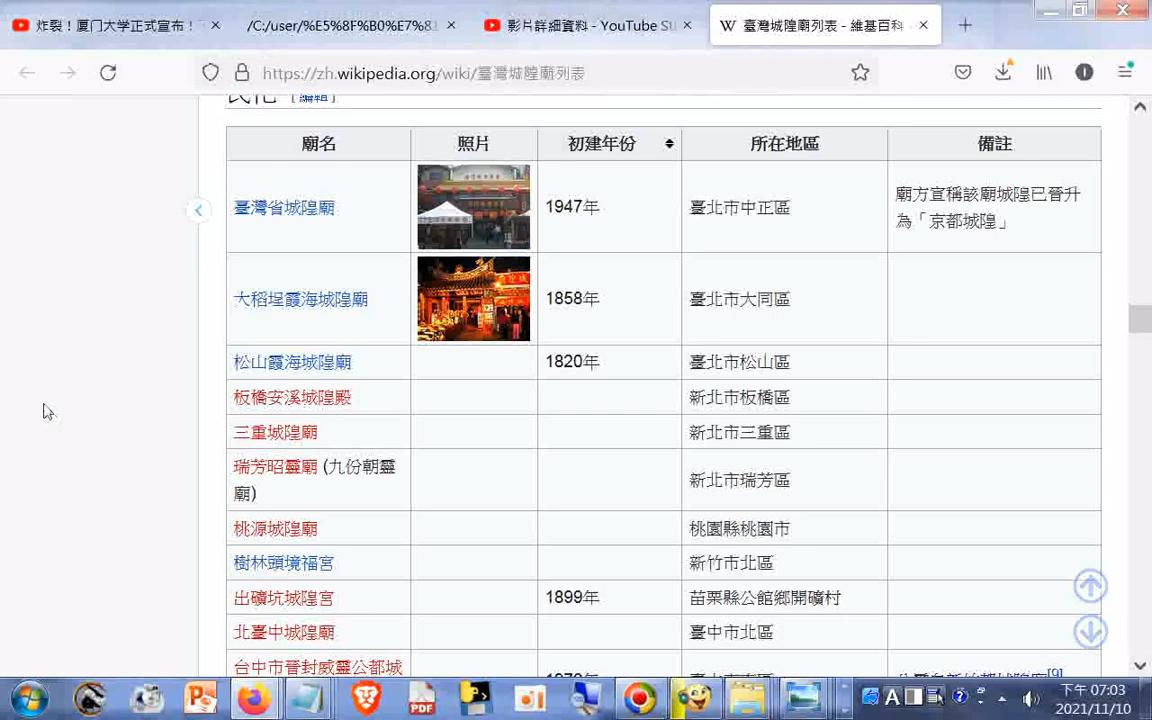 炸裂！厦门大学正式宣布！
/C:/user/%E5%8F%B0%E7%81
影片詳細資料 - YouTube St
臺灣城隍廟列表 - 維基百科
https://zh.wikipedia.org/wiki/臺灣城隍廟列表
[編輯]
廟名 照片 初建年份 所在地區 備註
臺灣省城隍廟 1947年 臺北市中正區 廟方宣稱該廟城隍已晉升
為「京都城隍」
大稻埕霞海城隍廟 1858年 臺北市大同區
松山霞海城隍廟 1820年 臺北市松山區
板橋安溪城隍殿 新北市板橋區
三重城隍廟 新北市三重區
瑞芳昭靈廟 (九份朝靈
廟) 新北市瑞芳區
桃源城隍廟 桃園縣桃園市
樹林頭境福宮 新竹市北區
出礦坑城隍宮 1899年 苗栗縣公館鄉開礦村
北臺中城隍廟 臺中市北區
台中市晉封威靈公都城
下午 07:03
2021/11/10